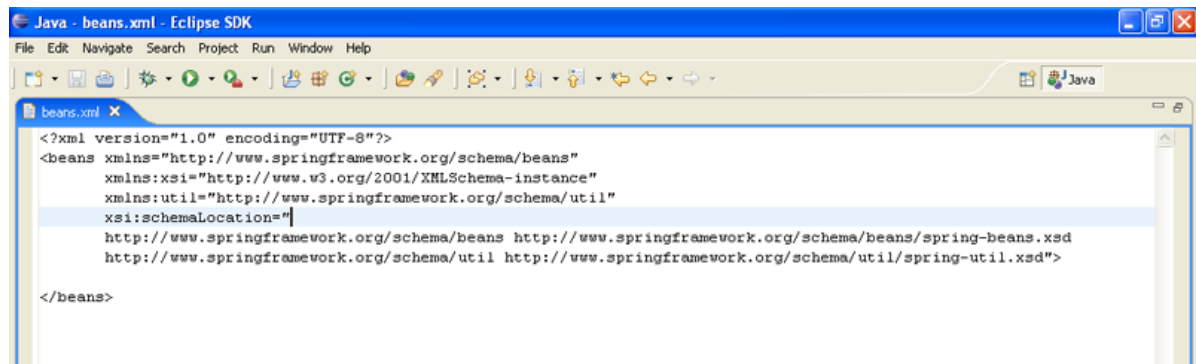 Java - beans.xml - Eclipse SDK
File Edit Navigate Search Project Run Window Help
Java
beans.xml
<?xml version="1.0" encoding="UTF-8"?>
<beans xmlns="http://www.springframework.org/schema/beans"
xmlns:xsi="http://www.w3.org/2001/XMLSchema-instance"
xmlns:util="http://www.springframework.org/schema/util"
xsi:schemaLocation="
http://www.springframework.org/schema/beans http://www.springframework.org/schema/beans/spring-beans.xsd
http://www.springframework.org/schema/util http://www.springframework.org/schema/util/spring-util.xsd">
</beans>